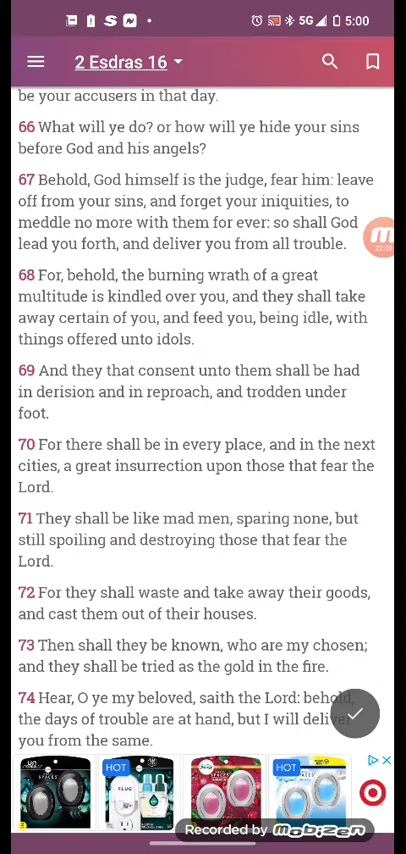 5G 5:00
2 Esdras 16
be your accusers in that day.
66 What will ye do? or how will ye hide your sins
before God and his angels?
67 Behold, God himself is the judge, fear him: leave
off from your sins, and forget your iniquities, to
meddle no more with them for ever: so shall God
lead you forth, and deliver you from all trouble.
22:02
68 For, behold, the burning wrath of a great
multitude is kindled over you, and they shall take
away certain of you, and feed you, being idle, with
things offered unto idols.
69 And they that consent unto them shall be had
in derision and in reproach, and trodden under
foot.
70 For there shall be in every place, and in the next
cities, a great insurrection upon those that fear the
Lord.
71 They shall be like mad men, sparing none, but
still spoiling and destroying those that fear the
Lord.
72 For they shall waste and take away their goods,
and cast them out of their houses.
73 Then shall they be known, who are my chosen;
and they shall be tried as the gold in the fire.
74 Hear, O ye my beloved, saith the Lord: behold,
the days of trouble are at hand, but I will deliver
you from the same.
HOT
HOT
PLUG
Recorded by MOBIZEN